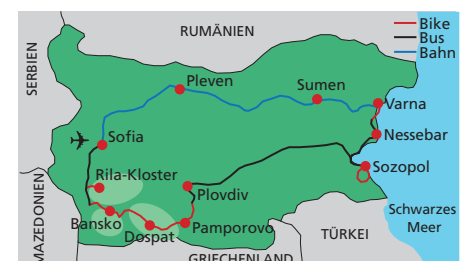 RUMÄNIEN
Bike
Bus
Bahn
SERBIEN
Pleven
Sumen
Varna
Sofia
Nessebar
Rila-Kloster
Sozopol
Plovdiv
Bansko
Dospat
Pamporovo
Schwarzes
Meer
MAZEDONIEN
TÜRKEI
GRIECHENLAND